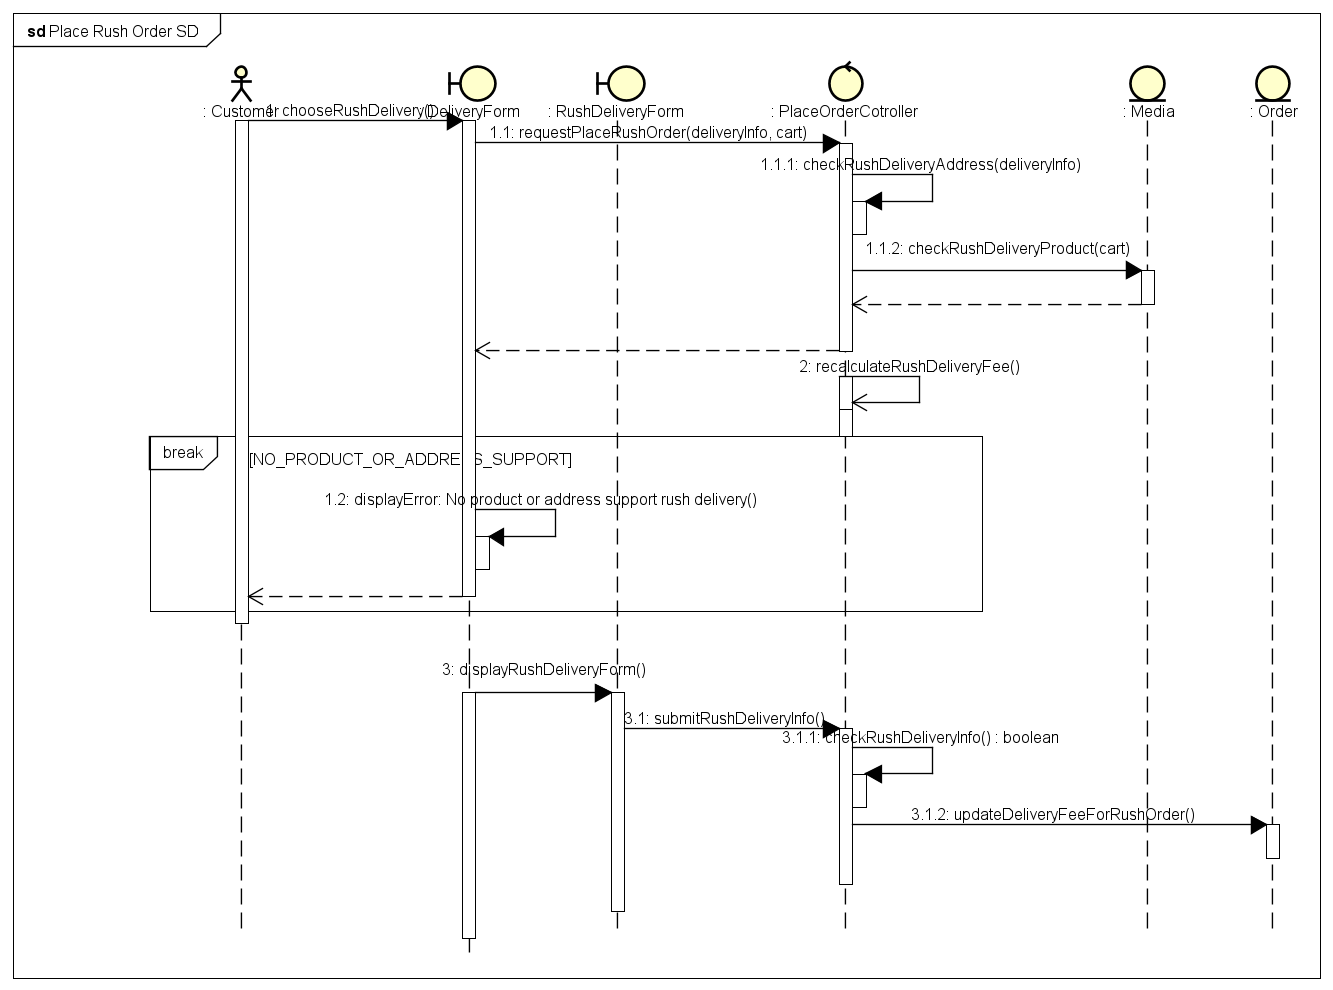 sd Place Rush Order SD
: Customer
: DeliveryForm
: RushDeliveryForm
: PlaceOrderCotroller
: Media
: Order
1: chooseRushDelivery()
1.1: requestPlaceRushOrder(deliveryInfo, cart)
1.1.1: checkRushDeliveryAddress(deliveryInfo)
1.1.2: checkRushDeliveryProduct(cart)
2: recalculateRushDeliveryFee()
break
[NO_PRODUCT_OR_ADDRESS_SUPPORT]
1.2: displayError: No product or address support rush delivery()
3: displayRushDeliveryForm()
3.1: submitRushDeliveryInfo()
3.1.1: checkRushDeliveryInfo() : boolean
3.1.2: updateDeliveryFeeForRushOrder()